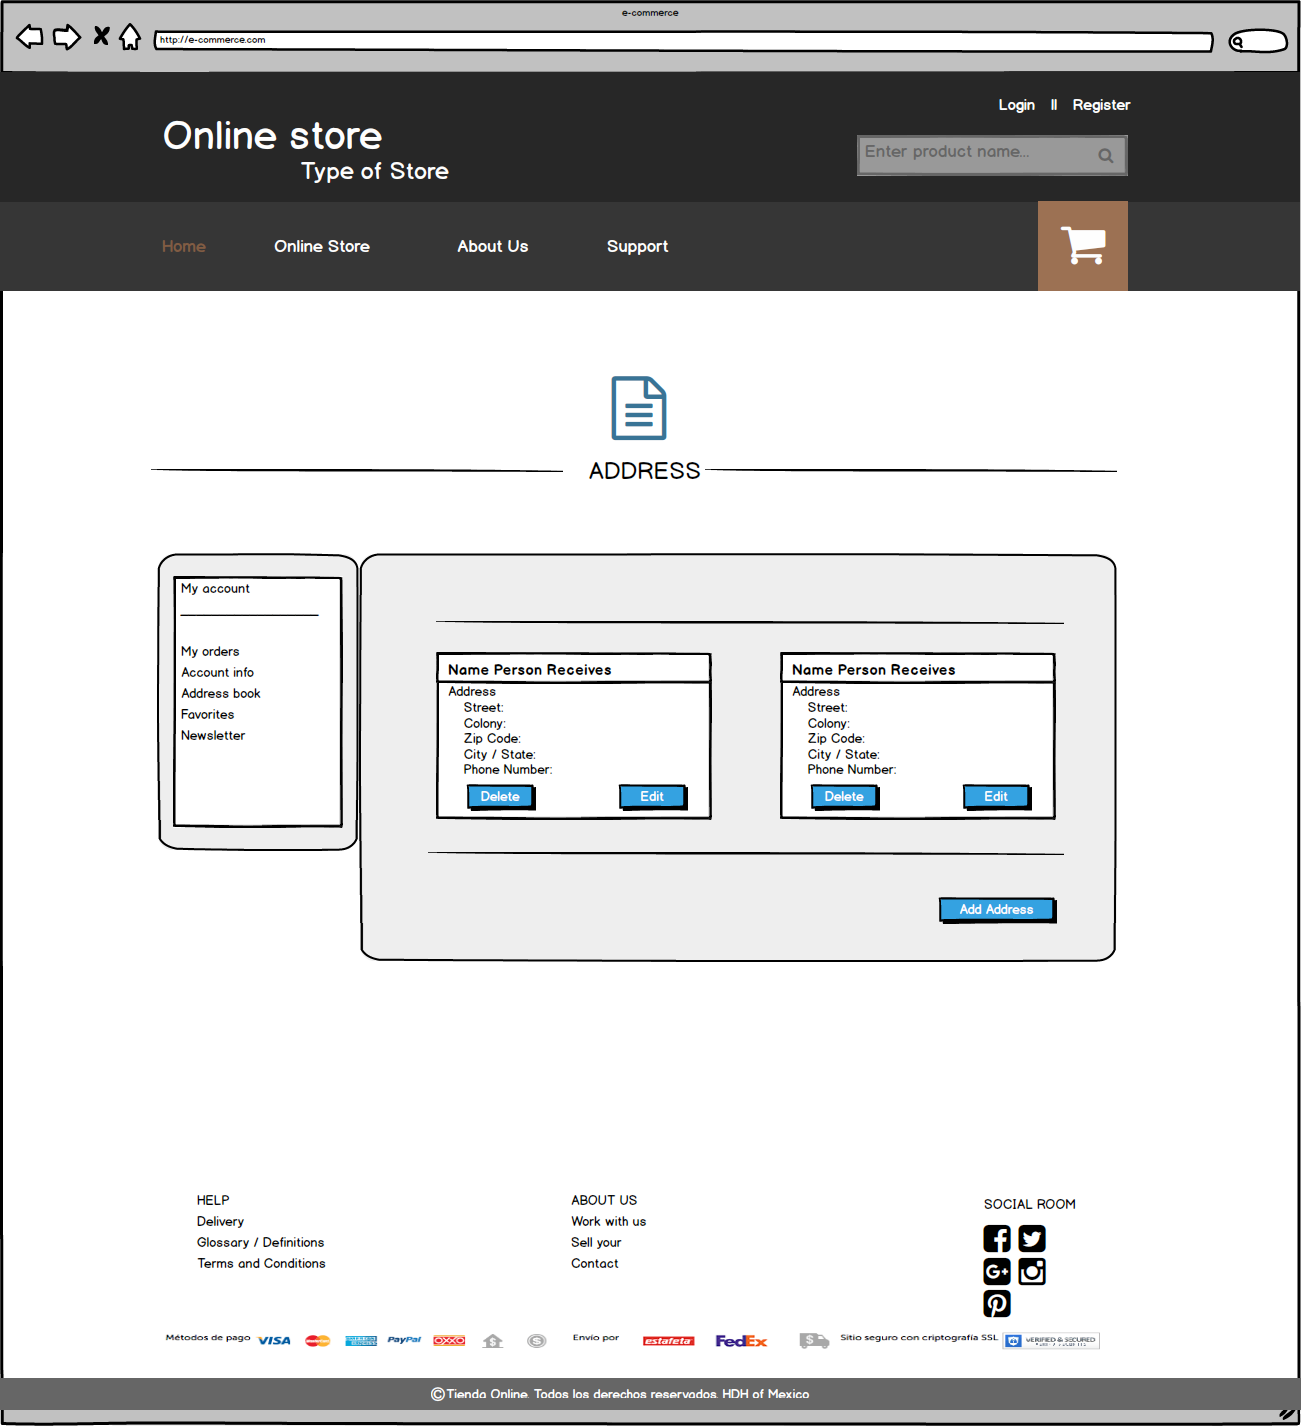 e-commerce
http://e-commerce.com
Login || Register
Online store
Type of Store
Enter product name...
Home Online Store About Us Support
ADDRESS
My account
My orders
Account info
Address book
Favorites
Newsletter
Name Person Receives
Address
Street:
Colony:
Zip Code:
City / State:
Phone Number:
Delete Edit
Name Person Receives
Address
Street:
Colony:
Zip Code:
City / State:
Phone Number:
Delete Edit
Add Address
HELP
Delivery
Glossary / Definitions
Terms and Conditions
ABOUT US
Work with us
Sell your
Contact
SOCIAL ROOM
Métodos de pago VISA MasterCard PayPal OXXO Envío por estafeta FedEx Sitio seguro con criptografía SSL VERIFIED & SECURED
© Tienda Online. Todos los derechos reservados. HDH of Mexico